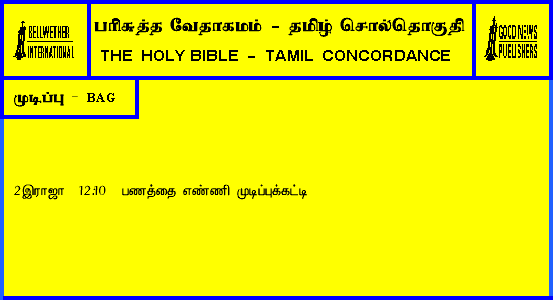 BELLWETHER
INTERNATIONAL
பரிசுத்த வேதாகமம் - தமிழ் சொல்தொகுதி
THE HOLY BIBLE - TAMIL CONCORDANCE
GOOD NEWS
PUBLISHERS
முடிப்பு - BAG
2இராஜா 12:10 பணத்தை எண்ணி முடிப்புக்கட்டி